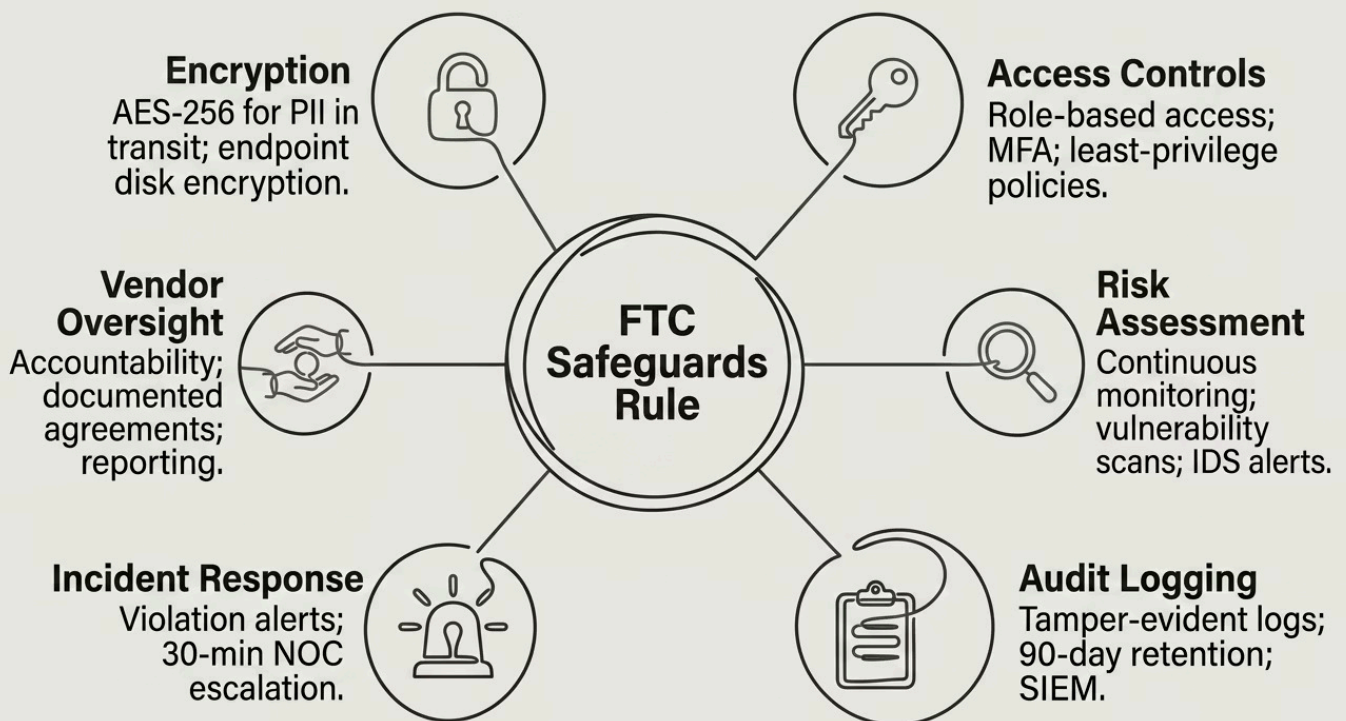 Encryption
AES-256 for PII in
transit; endpoint
disk encryption.
Access Controls
Role-based access;
MFA; least-privilege
policies.
Vendor
Oversight
Accountability;
documented
agreements;
reporting.
FTC
Safeguards
Rule
Risk
Assessment
Continuous
monitoring;
vulnerability
scans; IDS alerts.
Incident Response
Violation alerts;
30-min NOC
escalation.
Audit Logging
Tamper-evident logs;
90-day retention;
SIEM.